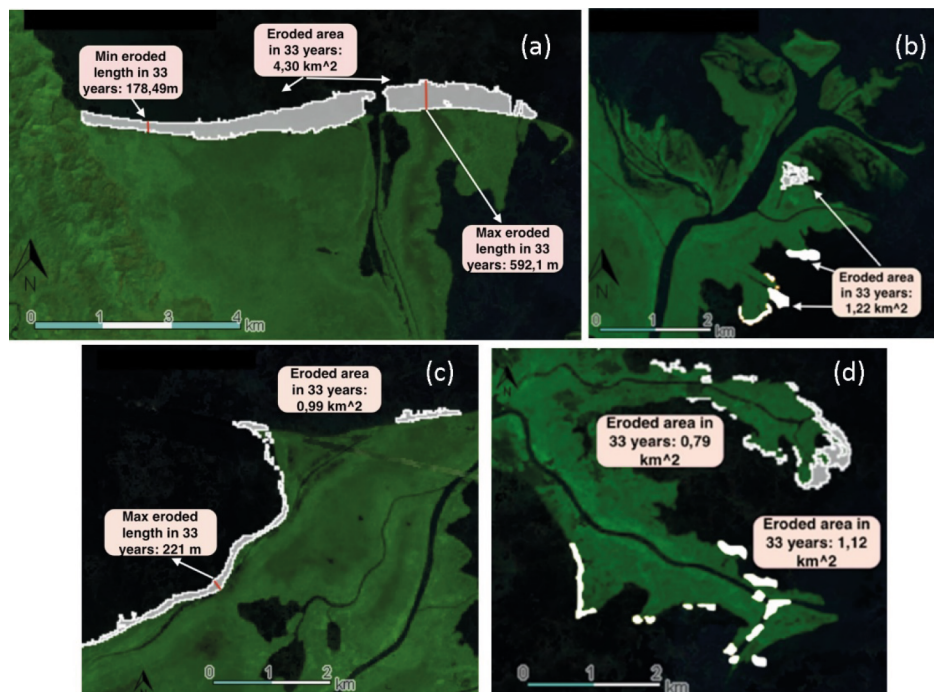 (a)
Min eroded
length in 33
years: 178,49m
Eroded area
in 33 years:
4,30 km^2
Max eroded
length in 33
years: 592,1 m
N
0 1 3 4
km
(b)
Eroded area
in 33 years:
1,22 km^2
N
0 1 2
km
(c)
Eroded area
in 33 years:
0,99 km^2
Max eroded
length in 33
years: 221 m
0 1 2
km
(d)
N
Eroded area in
33 years: 0,79
km^2
Eroded area in
33 years: 1,12
km^2
0 1 2
km